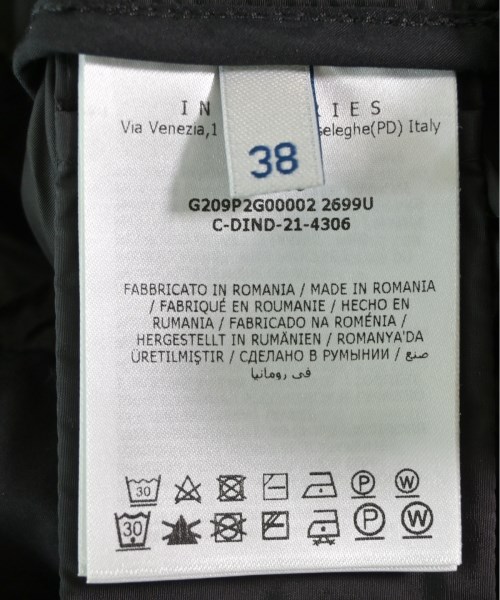 IN RIES
Via Venezia,1 seleghe(PD) Italy
38
G209P2G00002 2699U
C-DIND-21-4306
FABBRICATO IN ROMANIA / MADE IN ROMANIA
/ FABRIQUÉ EN ROUMANIE / HECHO EN
RUMANIA / FABRICADO NA ROMÉNIA /
HERGESTELLT IN RUMÄNIEN / ROMANYA'DA
ÜRETILMIŞTIR / СДЕЛАНО В РУМЫНИИ / صنع
في رومانيا
30 P W
30 P W